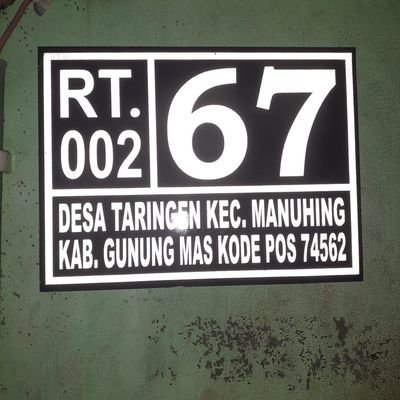 RT.
002
67
DESA TARINGEN KEC. MANUHING
KAB. GUNUNG MAS KODE POS 74562